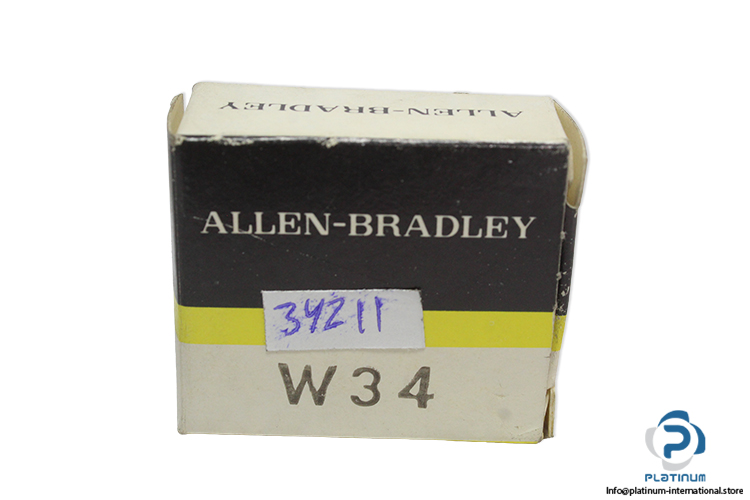 ALLEN-BRADLEY
ALLEN-BRADLEY
34211
W34
PLATINUM
Info@platinum-international.store